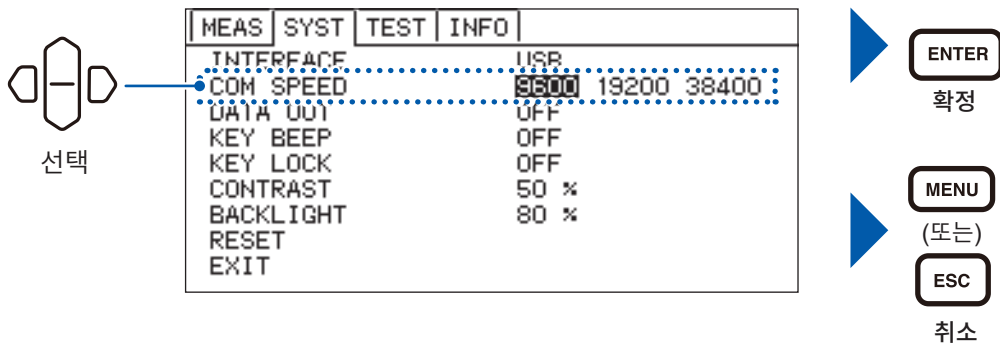 MEAS SYST TEST INFO
INTERFACE USB
COM SPEED 9600 19200 38400
DATA OUT OFF
KEY BEEP OFF
KEY LOCK OFF
CONTRAST 50 %
BACKLIGHT 80 %
RESET
EXIT
선택
ENTER
확정
MENU
(또는)
ESC
취소